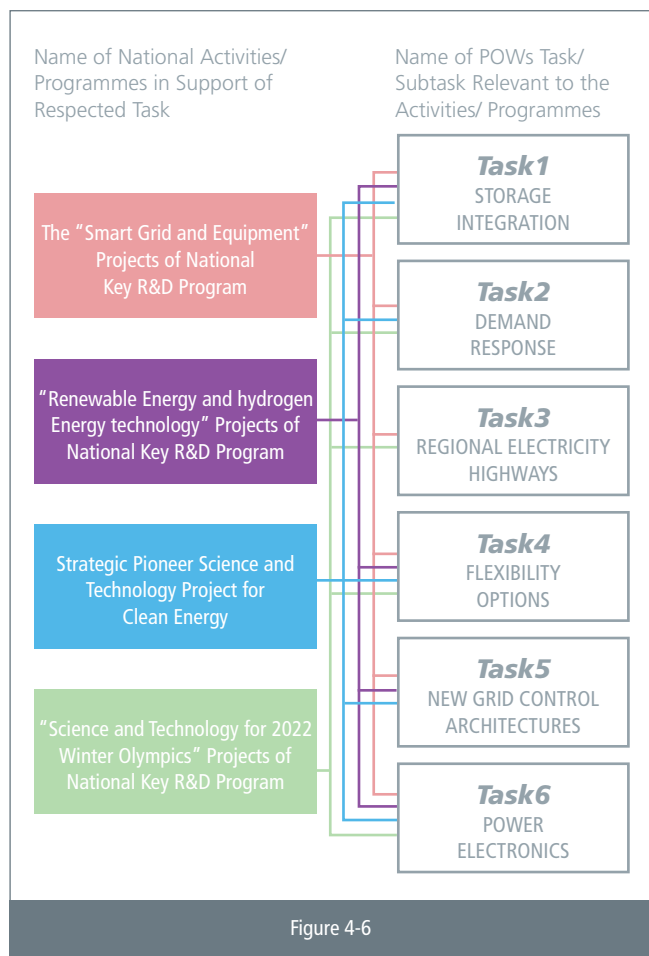 Name of National Activities/
Programmes in Support of
Respected Task
Name of POWs Task/
Subtask Relevant to the
Activities/ Programmes
The “Smart Grid and Equipment”
Projects of National
Key R&D Program
“Renewable Energy and hydrogen
Energy technology” Projects of
National Key R&D Program
Strategic Pioneer Science and
Technology Project for
Clean Energy
“Science and Technology for 2022
Winter Olympics” Projects of
National Key R&D Program
Task1
STORAGE
INTEGRATION
Task2
DEMAND
RESPONSE
Task3
REGIONAL ELECTRICITY
HIGHWAYS
Task4
FLEXIBILITY
OPTIONS
Task5
NEW GRID CONTROL
ARCHITECTURES
Task6
POWER
ELECTRONICS
Figure 4-6